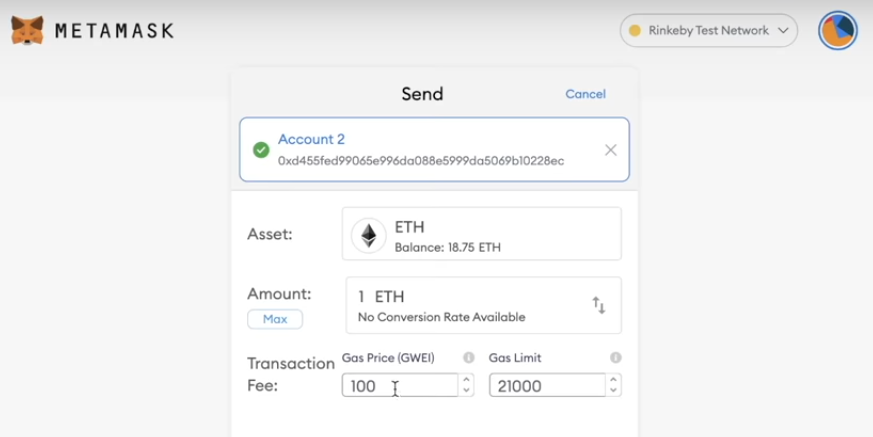 METAMASK
Rinkeby Test Network
Send
Cancel
Account 2
0xd455fed99065e996da088e5999da5069b10228ec
Asset:
ETH
Balance: 18.75 ETH
Amount:
Max
1 ETH
No Conversion Rate Available
Transaction
Fee:
Gas Price (GWEI)
Gas Limit
100
21000